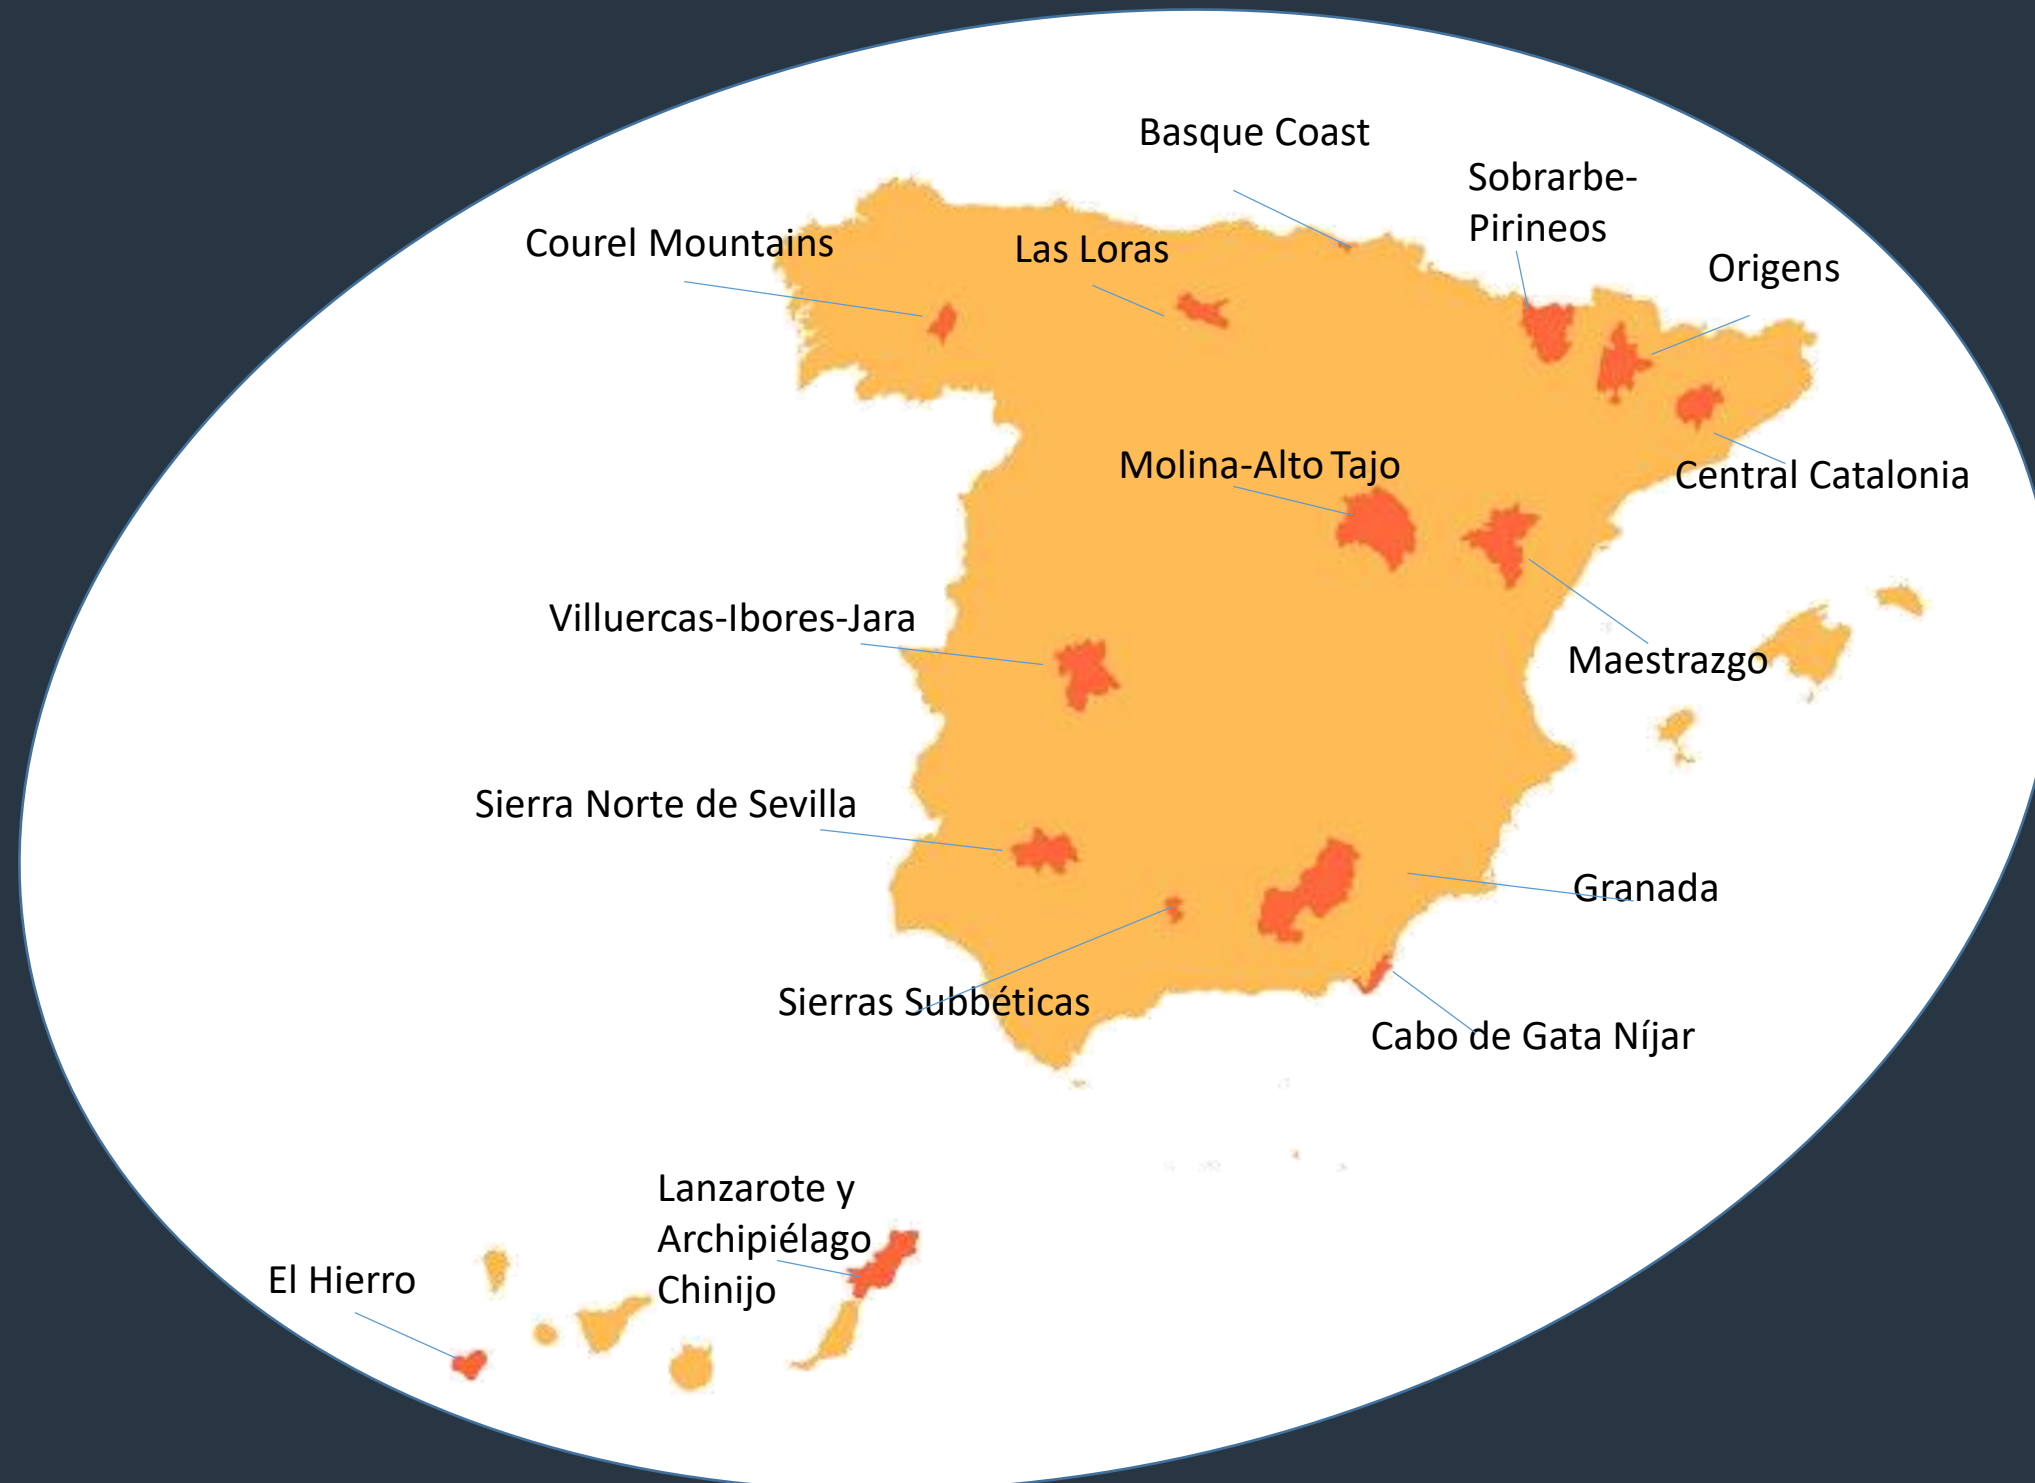 Basque Coast
Sobrarbe-
Pirineos
Courel Mountains
Las Loras
Origens
Molina-Alto Tajo
Central Catalonia
Villuercas-Ibores-Jara
Maestrazgo
Sierra Norte de Sevilla
Granada
Sierras Subbéticas
Cabo de Gata Níjar
Lanzarote y
Archipiélago
Chinijo
El Hierro